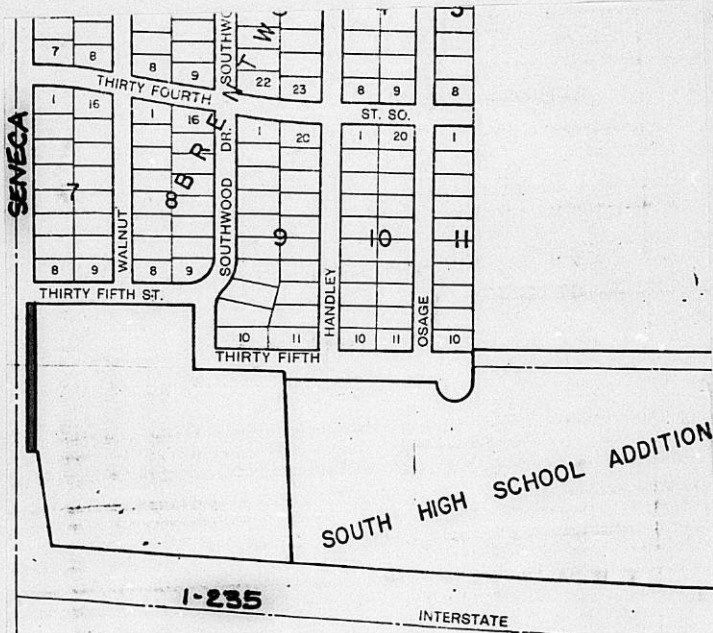 7 8
8 9
SOUTHWO
22 23
8 9
8
THIRTY FOURTH
ST. SO.
BRENTW
SENECA
1 16
1 16
1 20
1 20
1
7
8
9
10
11
WALNUT
SOUTHWOOD DR.
HANDLEY
OSAGE
8 9
8 9
10 11
10 11
10
THIRTY FIFTH ST.
THIRTY FIFTH
SOUTH HIGH SCHOOL ADDITION
I-235
INTERSTATE